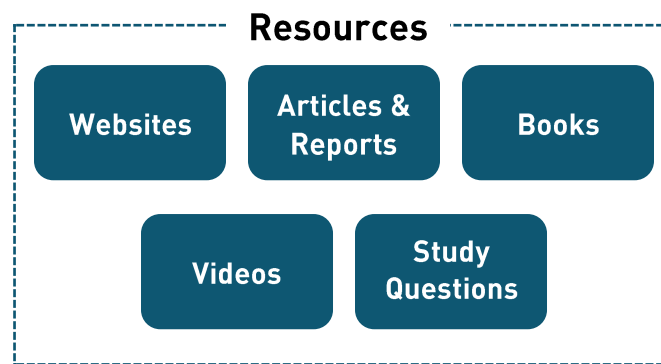 Resources
Websites
Articles &
Reports
Books
Videos
Study
Questions